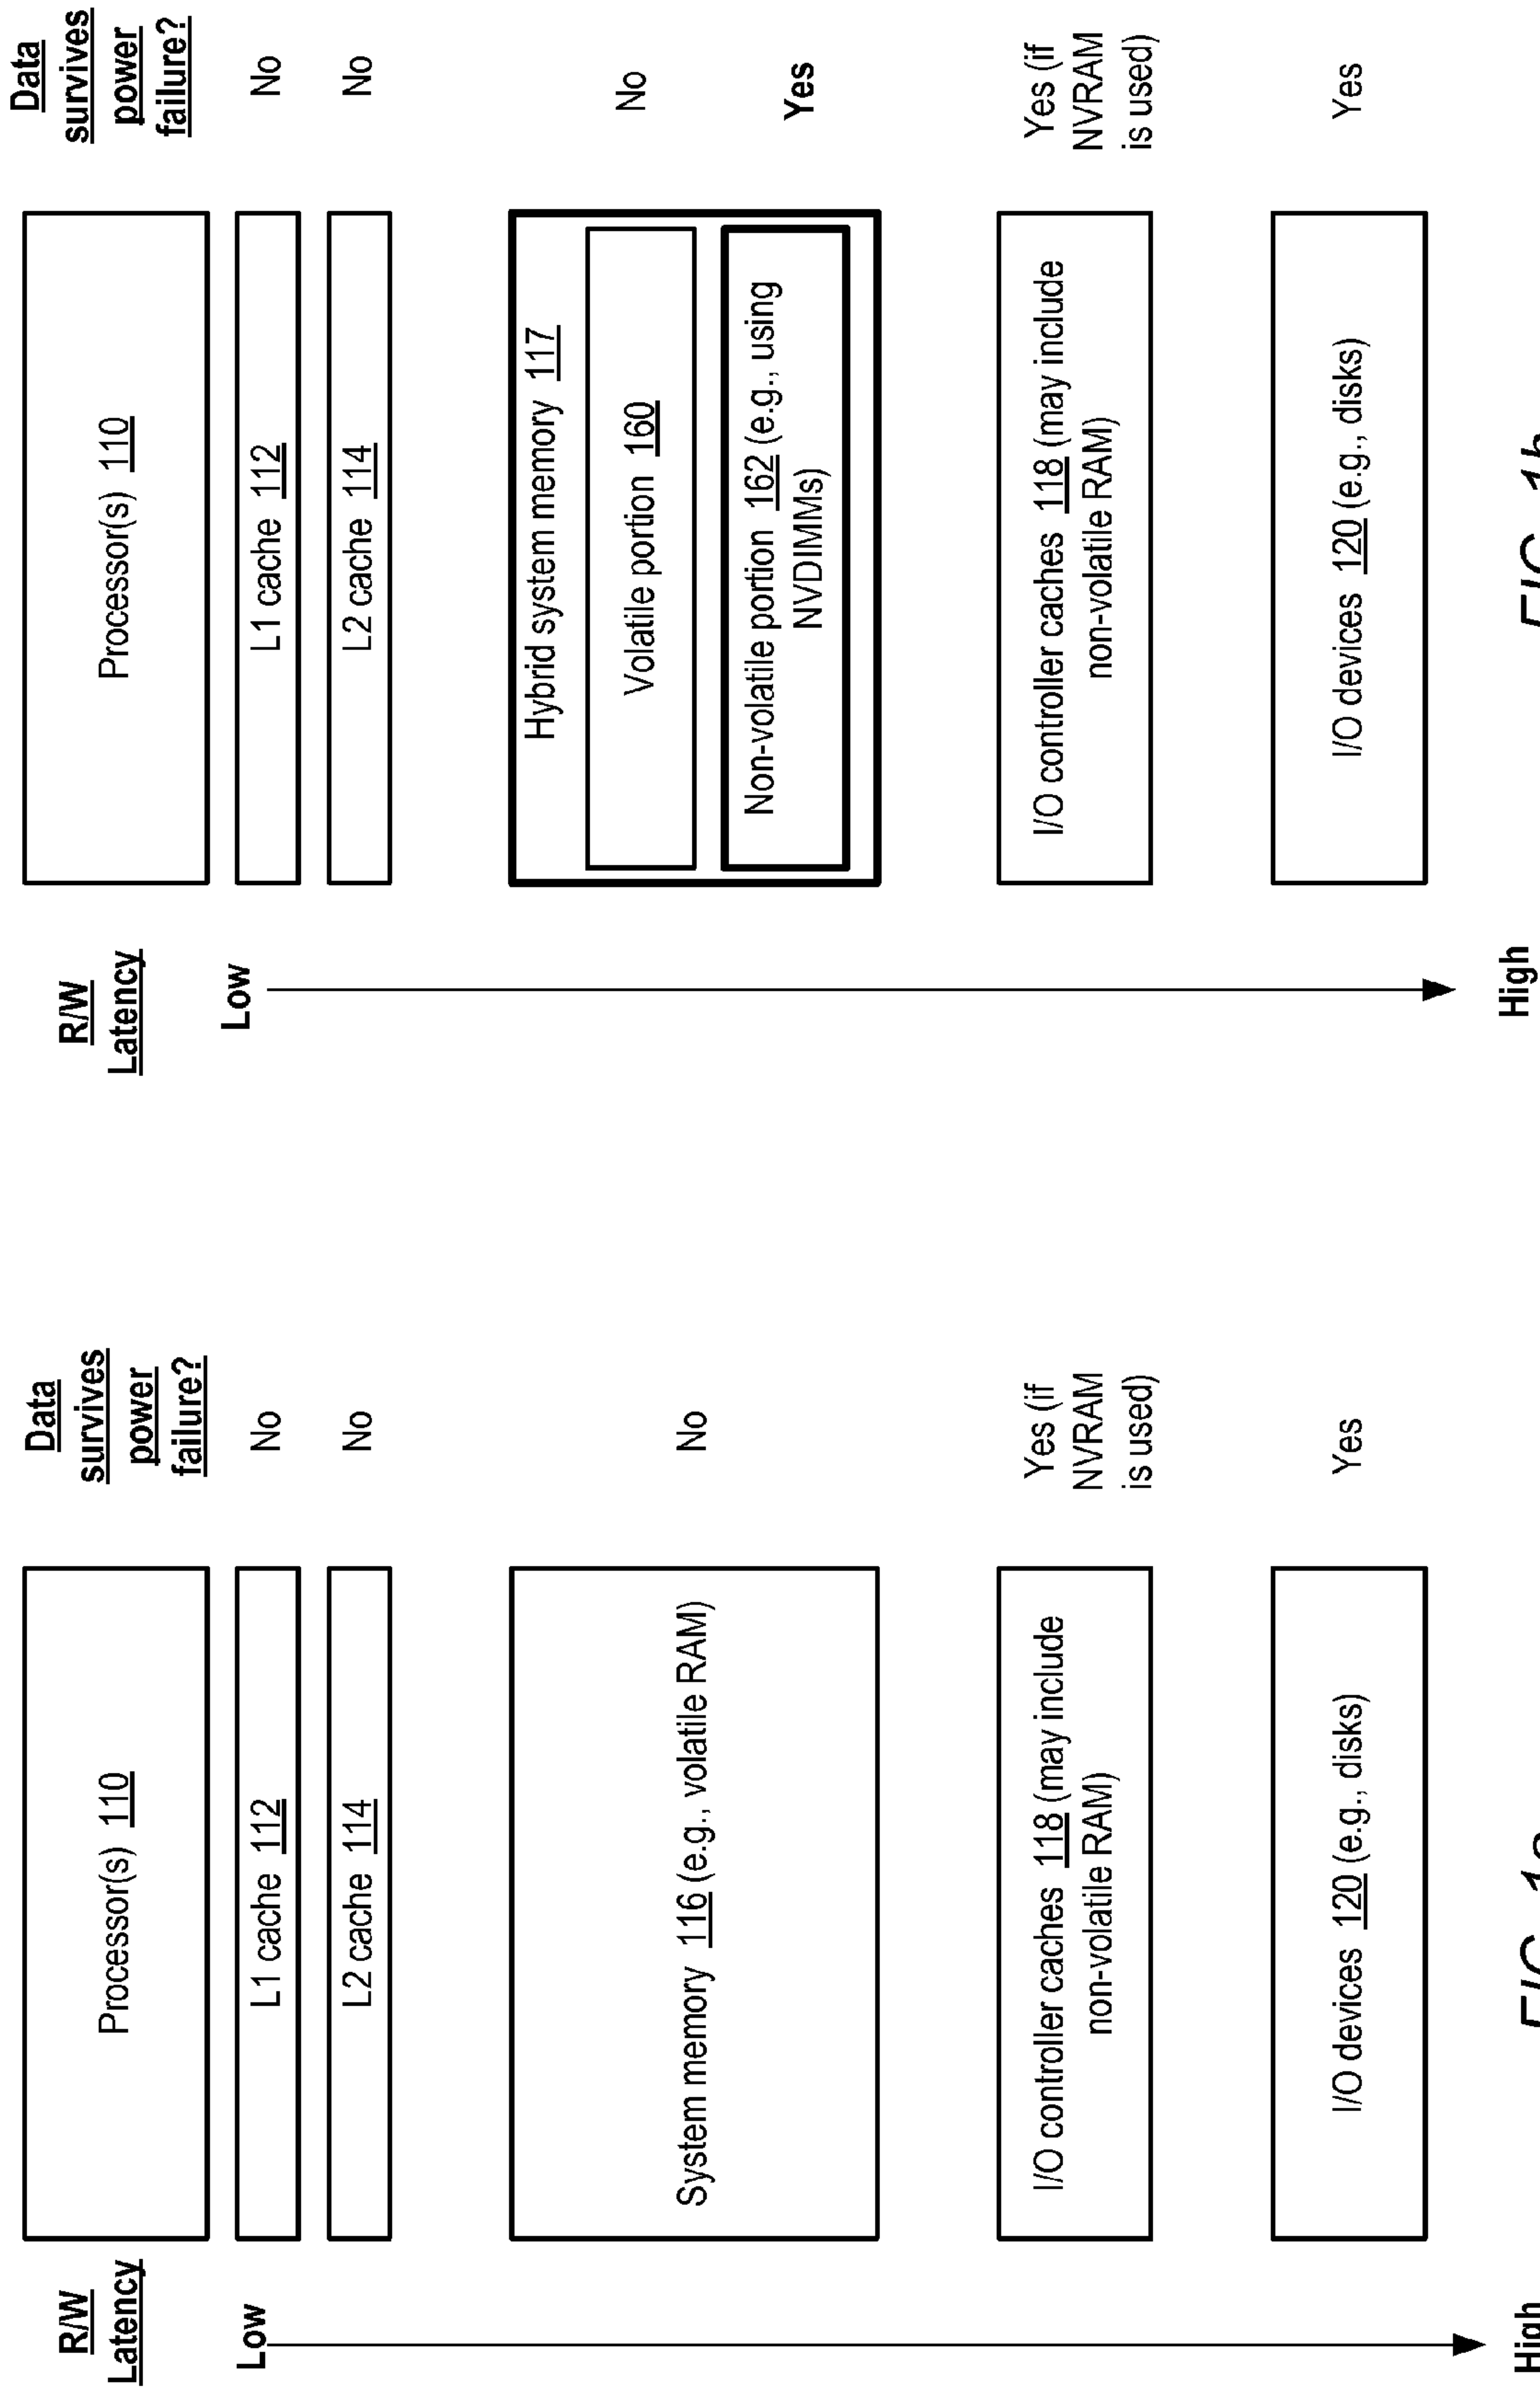 R/W
Latency
Data
survives
power
failure?
Processor(s) 110
Low
L1 cache 112
No
L2 cache 114
No
System memory 116 (e.g., volatile RAM)
No
I/O controller caches 118 (may include
non-volatile RAM)
Yes (if
NVRAM
is used)
I/O devices 120 (e.g., disks)
Yes
High
FIG. 1a
R/W
Latency
Data
survives
power
failure?
Processor(s) 110
Low
L1 cache 112
No
L2 cache 114
No
Hybrid system memory 117
Volatile portion 160
No
Non-volatile portion 162 (e.g., using
NVDIMMs)
Yes
I/O controller caches 118 (may include
non-volatile RAM)
Yes (if
NVRAM
is used)
I/O devices 120 (e.g., disks)
Yes
High
FIG. 1b